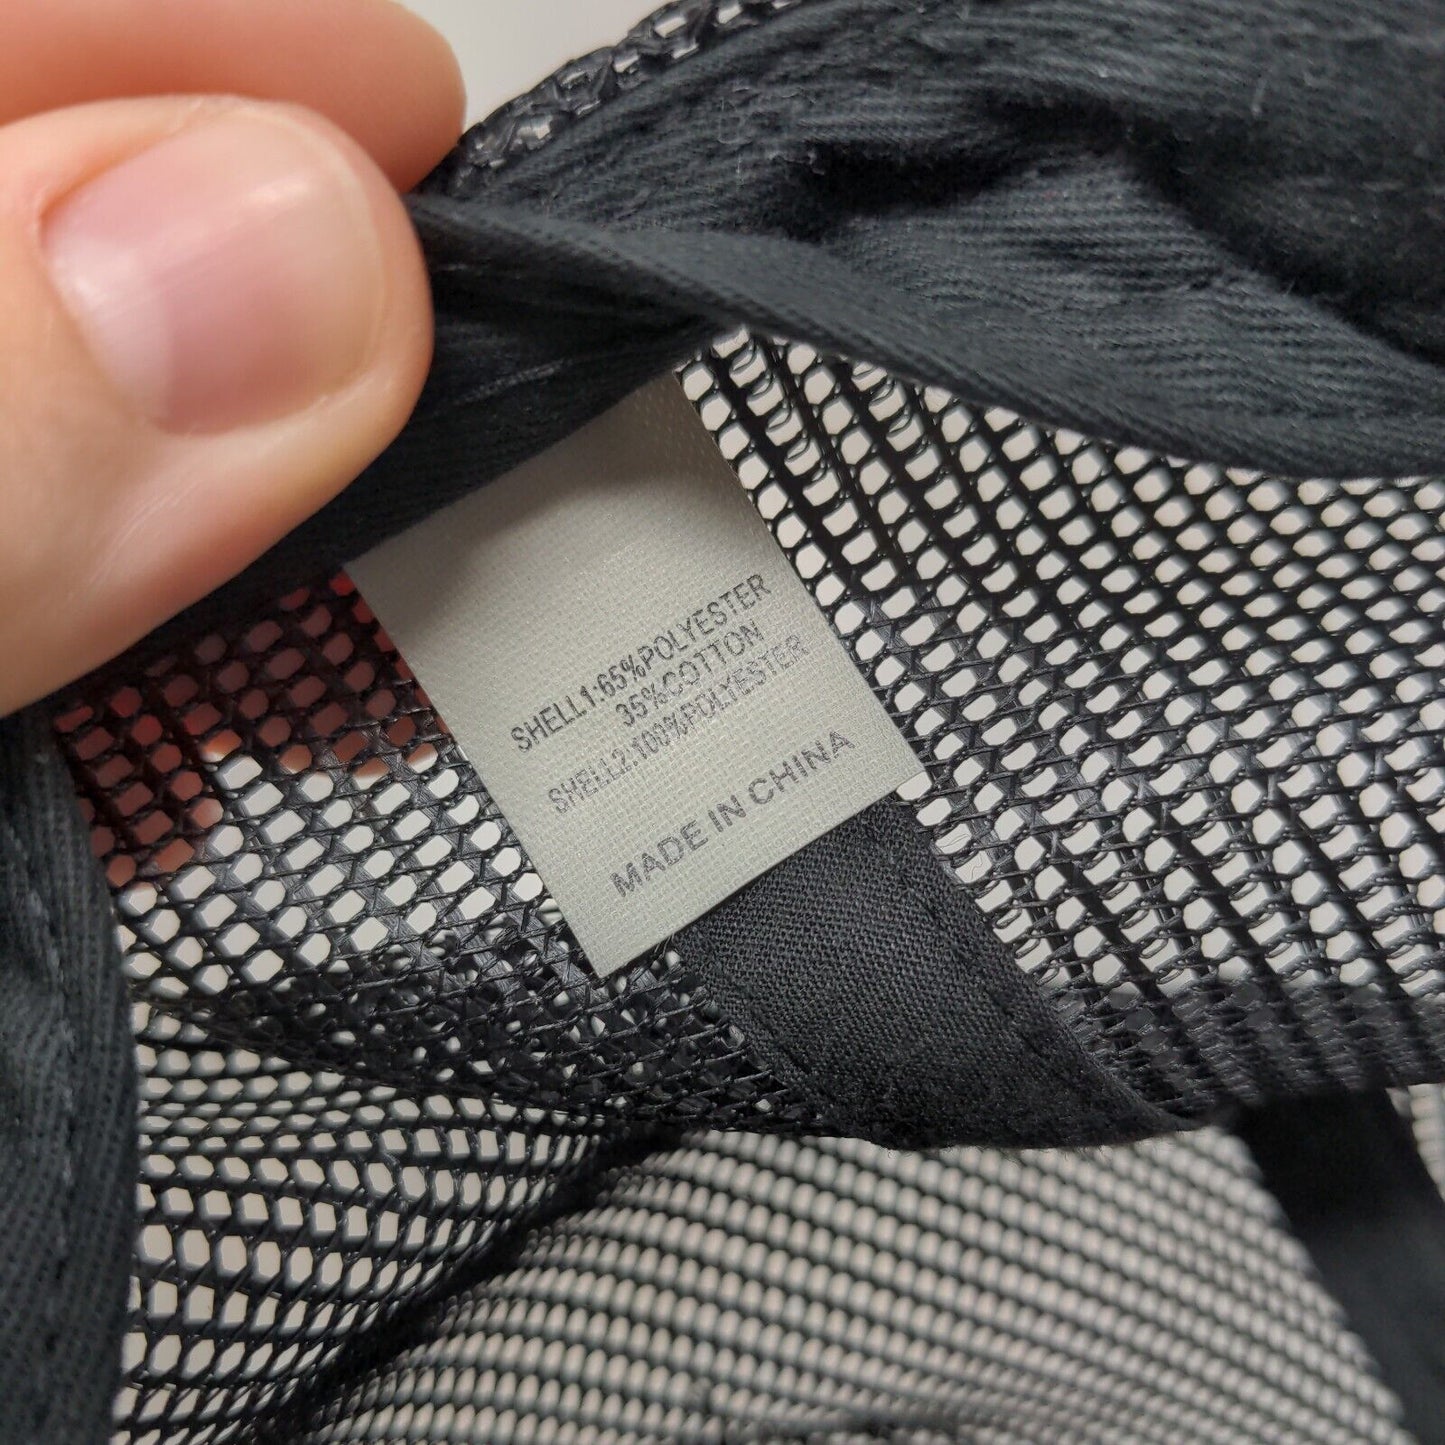 SHELL1:65%POLYESTER
35%COTTON
SHELL2:100%POLYESTER
MADE IN CHINA